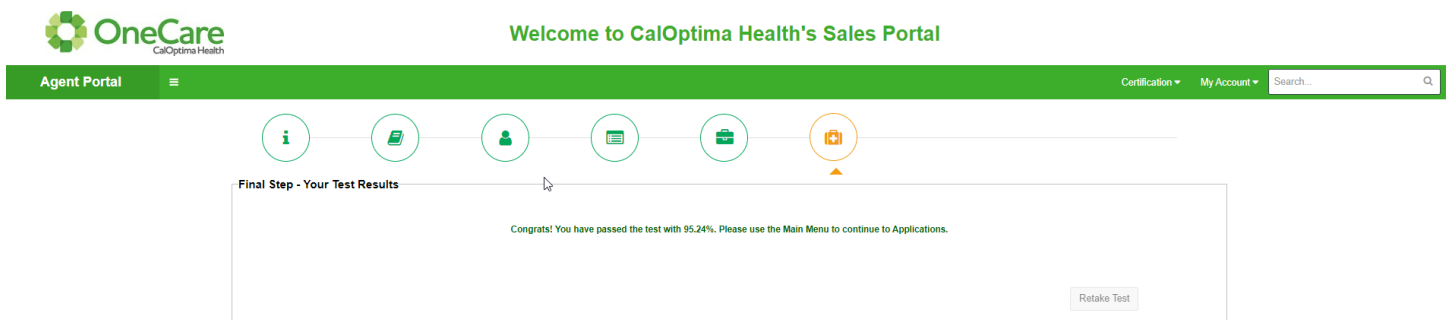 OneCare
CalOptima Health
Welcome to CalOptima Health's Sales Portal
Agent Portal
Certification
My Account
Search...
Final Step - Your Test Results
Congrats! You have passed the test with 95.24%. Please use the Main Menu to continue to Applications.
Retake Test